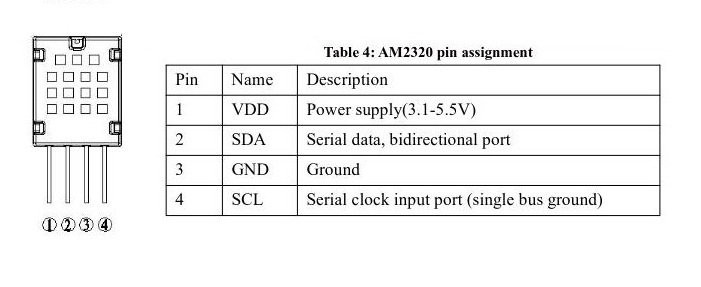 Table 4: AM2320 pin assignment
Pin Name Description
1 VDD Power supply(3.1-5.5V)
2 SDA Serial data, bidirectional port
3 GND Ground
4 SCL Serial clock input port (single bus ground)
①②③④